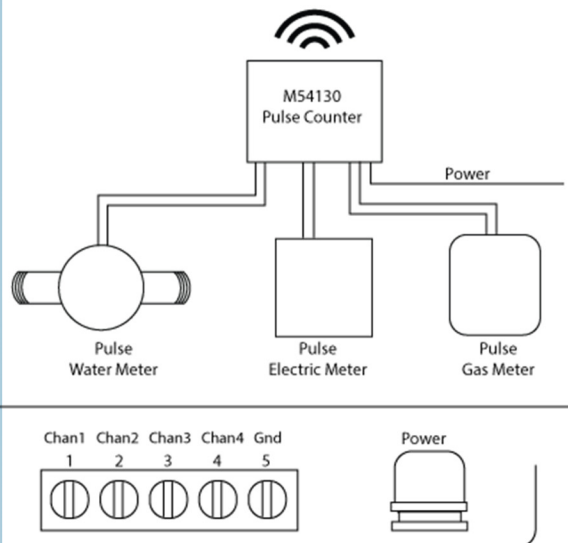 M54130
Pulse Counter
Power
Pulse
Water Meter
Pulse
Electric Meter
Pulse
Gas Meter
Chan1 Chan2 Chan3 Chan4 Gnd
1 2 3 4 5
Power